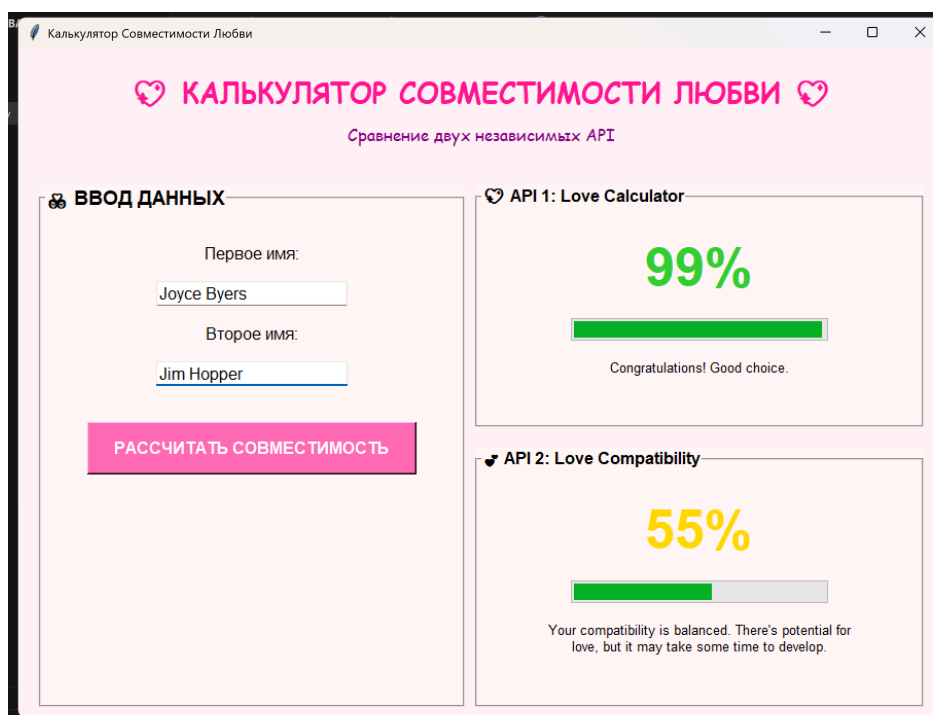 Калькулятор Совместимости Любви
КАЛЬКУЛЯТОР СОВМЕСТИМОСТИ ЛЮБВИ
Сравнение двух независимых API
ВВОД ДАННЫХ
Первое имя:
Joyce Byers
Второе имя:
Jim Hopper
РАССЧИТАТЬ СОВМЕСТИМОСТЬ
API 1: Love Calculator
99%
Congratulations! Good choice.
API 2: Love Compatibility
55%
Your compatibility is balanced. There's potential for
love, but it may take some time to develop.